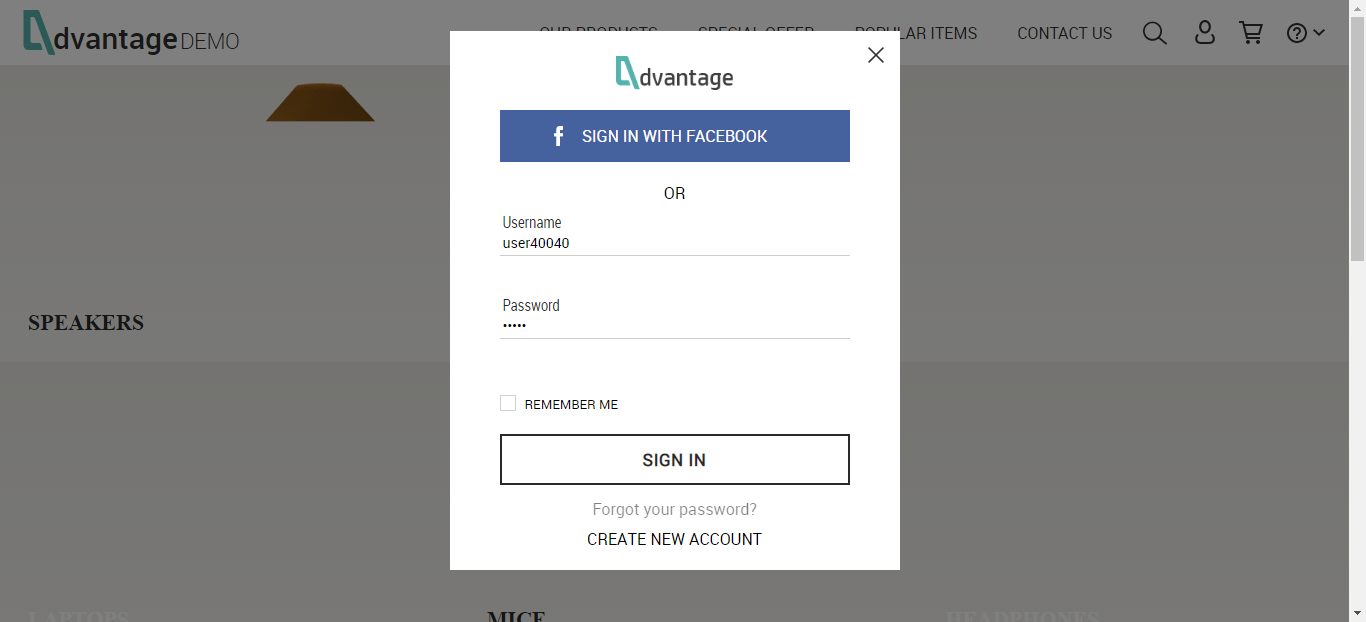 dvantage DEMO
OUR PRODUCTS SPECIAL OFFER POPULAR ITEMS CONTACT US
dvantage
SIGN IN WITH FACEBOOK
OR
Username
user40040
Password
•••••
REMEMBER ME
SIGN IN
Forgot your password?
CREATE NEW ACCOUNT
SPEAKERS
LAPTOPS
MICE
HEADPHONES